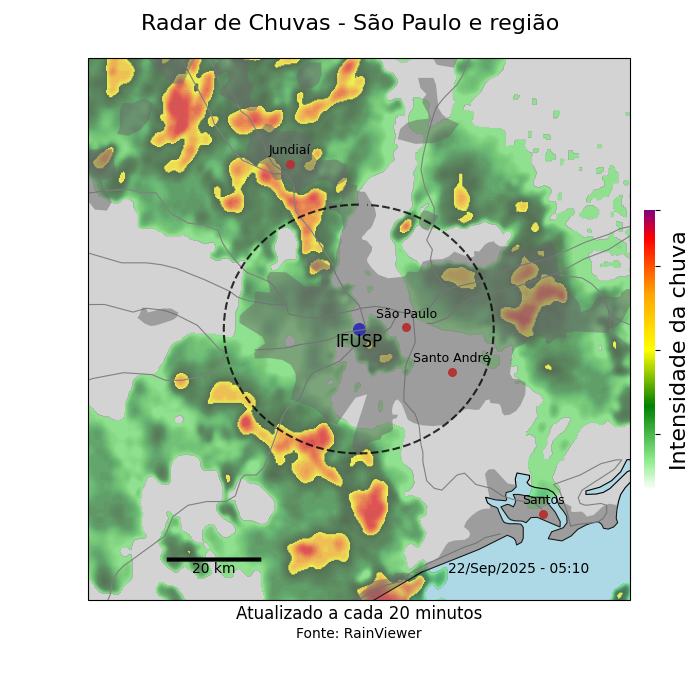 Radar de Chuvas - São Paulo e região
Jundiaí
São Paulo
IFUSP
Santo André
Santos
20 km
22/Sep/2025 - 05:10
Intensidade da chuva
Atualizado a cada 20 minutos
Fonte: RainViewer